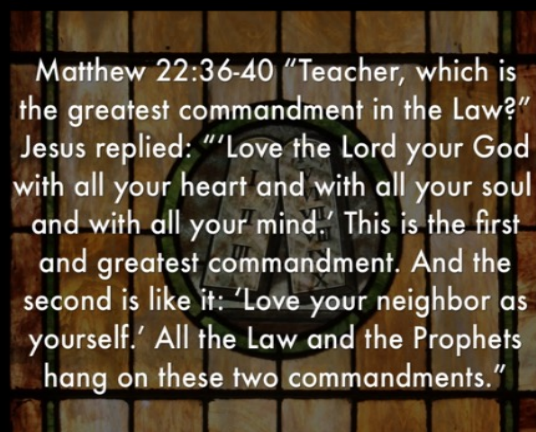 Matthew 22:36-40 “Teacher, which is
the greatest commandment in the Law?”
Jesus replied: “‘Love the Lord your God
with all your heart and with all your soul
and with all your mind.’ This is the first
and greatest commandment. And the
second is like it: ‘Love your neighbor as
yourself.’ All the Law and the Prophets
hang on these two commandments.”